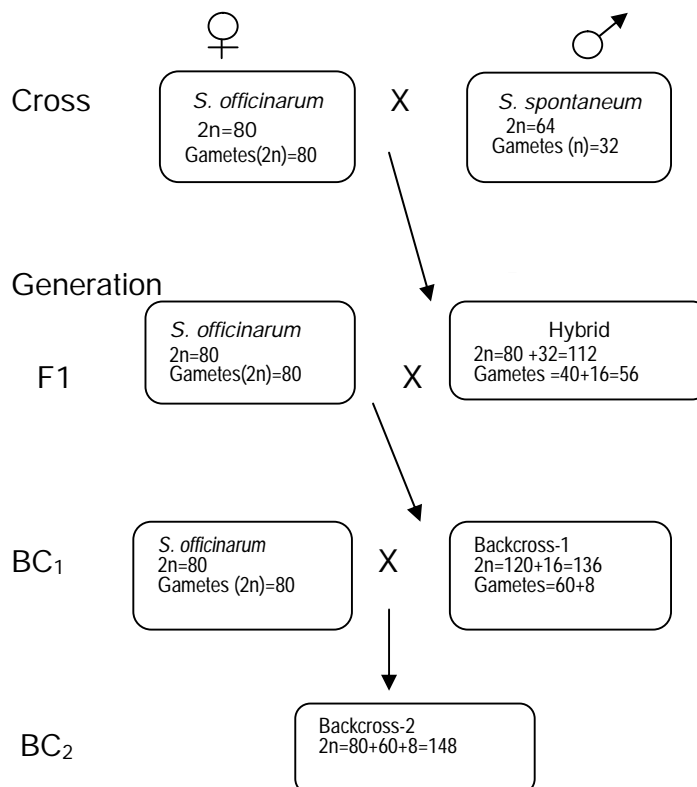 ♀ ♂
Cross
S. officinarum
2n=80
Gametes(2n)=80
X
S. spontaneum
2n=64
Gametes (n)=32
Generation
F1
S. officinarum
2n=80
Gametes(2n)=80
X
Hybrid
2n=80 +32=112
Gametes =40+16=56
BC₁
S. officinarum
2n=80
Gametes (2n)=80
X
Backcross-1
2n=120+16=136
Gametes=60+8
BC₂
Backcross-2
2n=80+60+8=148